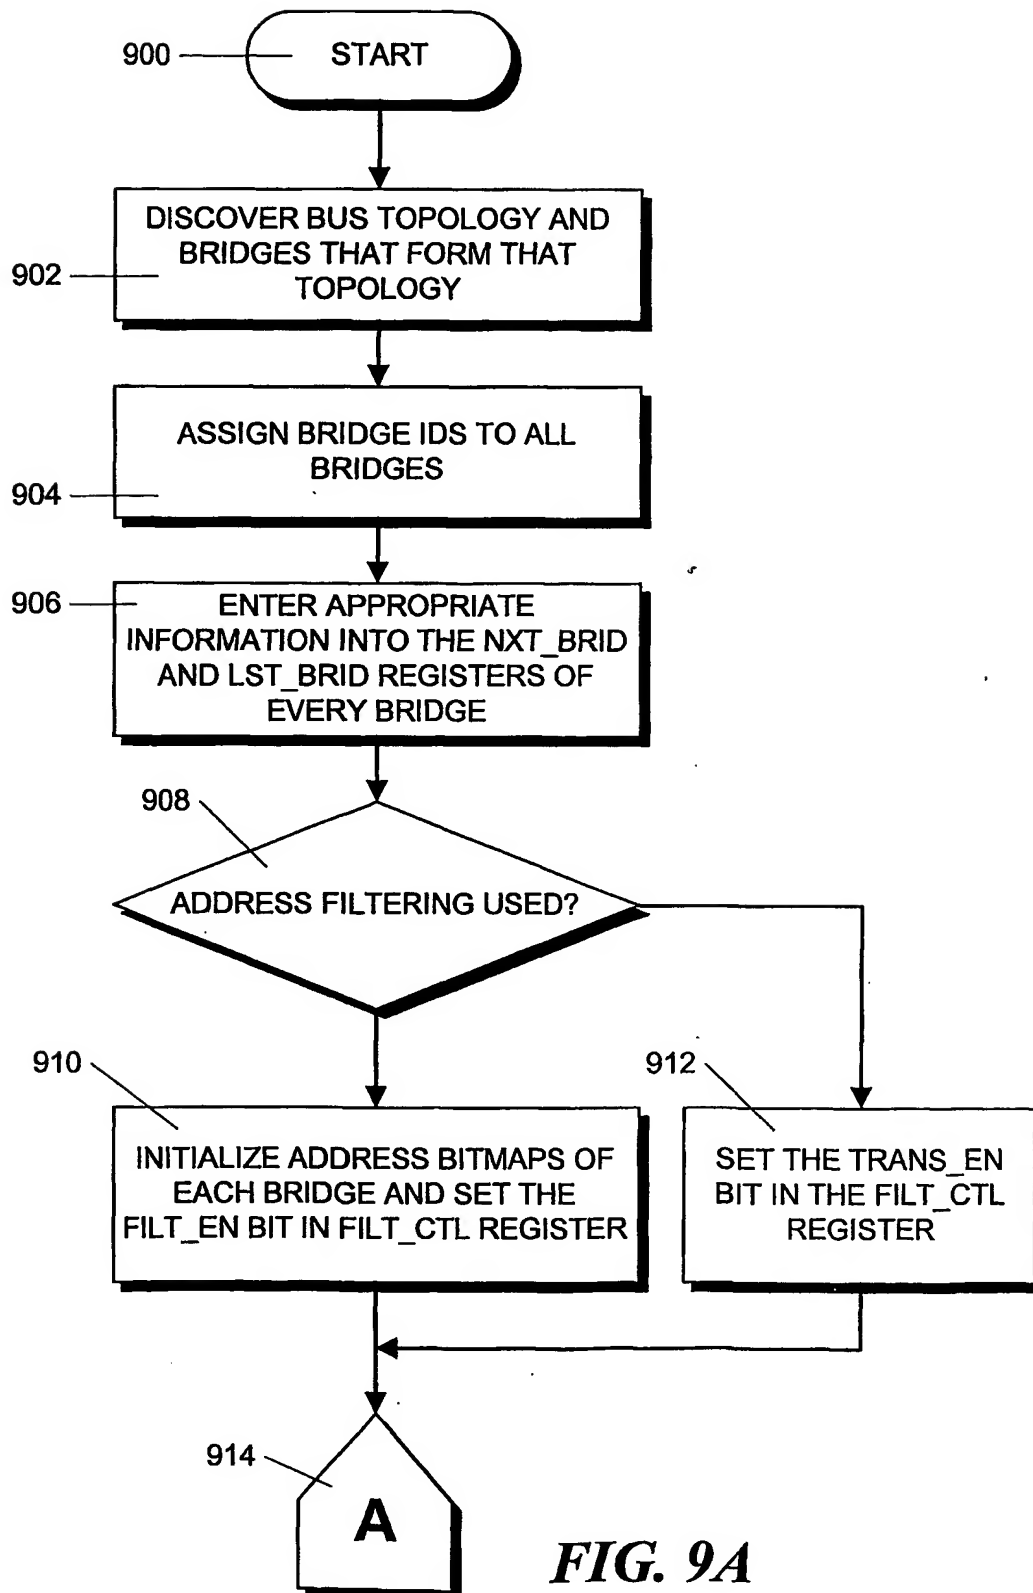 900
START
DISCOVER BUS TOPOLOGY AND
BRIDGES THAT FORM THAT
TOPOLOGY
902
ASSIGN BRIDGE IDS TO ALL
BRIDGES
904
906
ENTER APPROPRIATE
INFORMATION INTO THE NXT_BRID
AND LST_BRID REGISTERS OF
EVERY BRIDGE
908
ADDRESS FILTERING USED?
910
INITIALIZE ADDRESS BITMAPS OF
EACH BRIDGE AND SET THE
FILT_EN BIT IN FILT_CTL REGISTER
912
SET THE TRANS_EN
BIT IN THE FILT_CTL
REGISTER
914
A
FIG. 9A